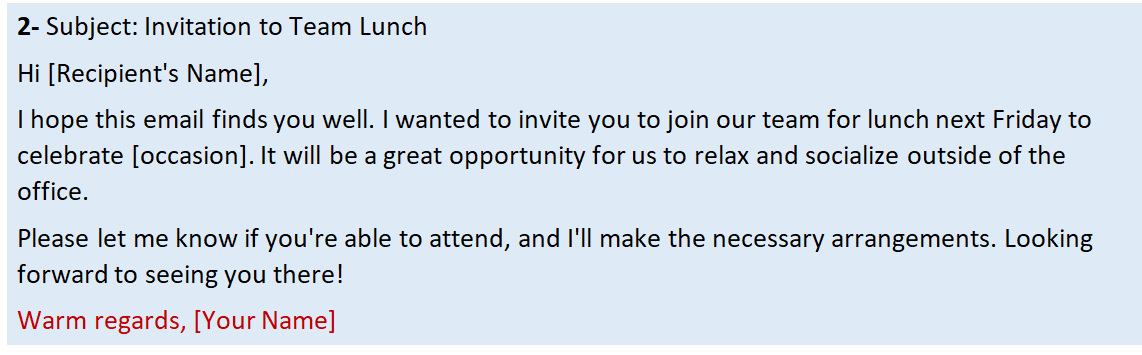 2- Subject: Invitation to Team Lunch
Hi [Recipient's Name],
I hope this email finds you well. I wanted to invite you to join our team for lunch next Friday to
celebrate [occasion]. It will be a great opportunity for us to relax and socialize outside of the
office.
Please let me know if you're able to attend, and I'll make the necessary arrangements. Looking
forward to seeing you there!
Warm regards, [Your Name]